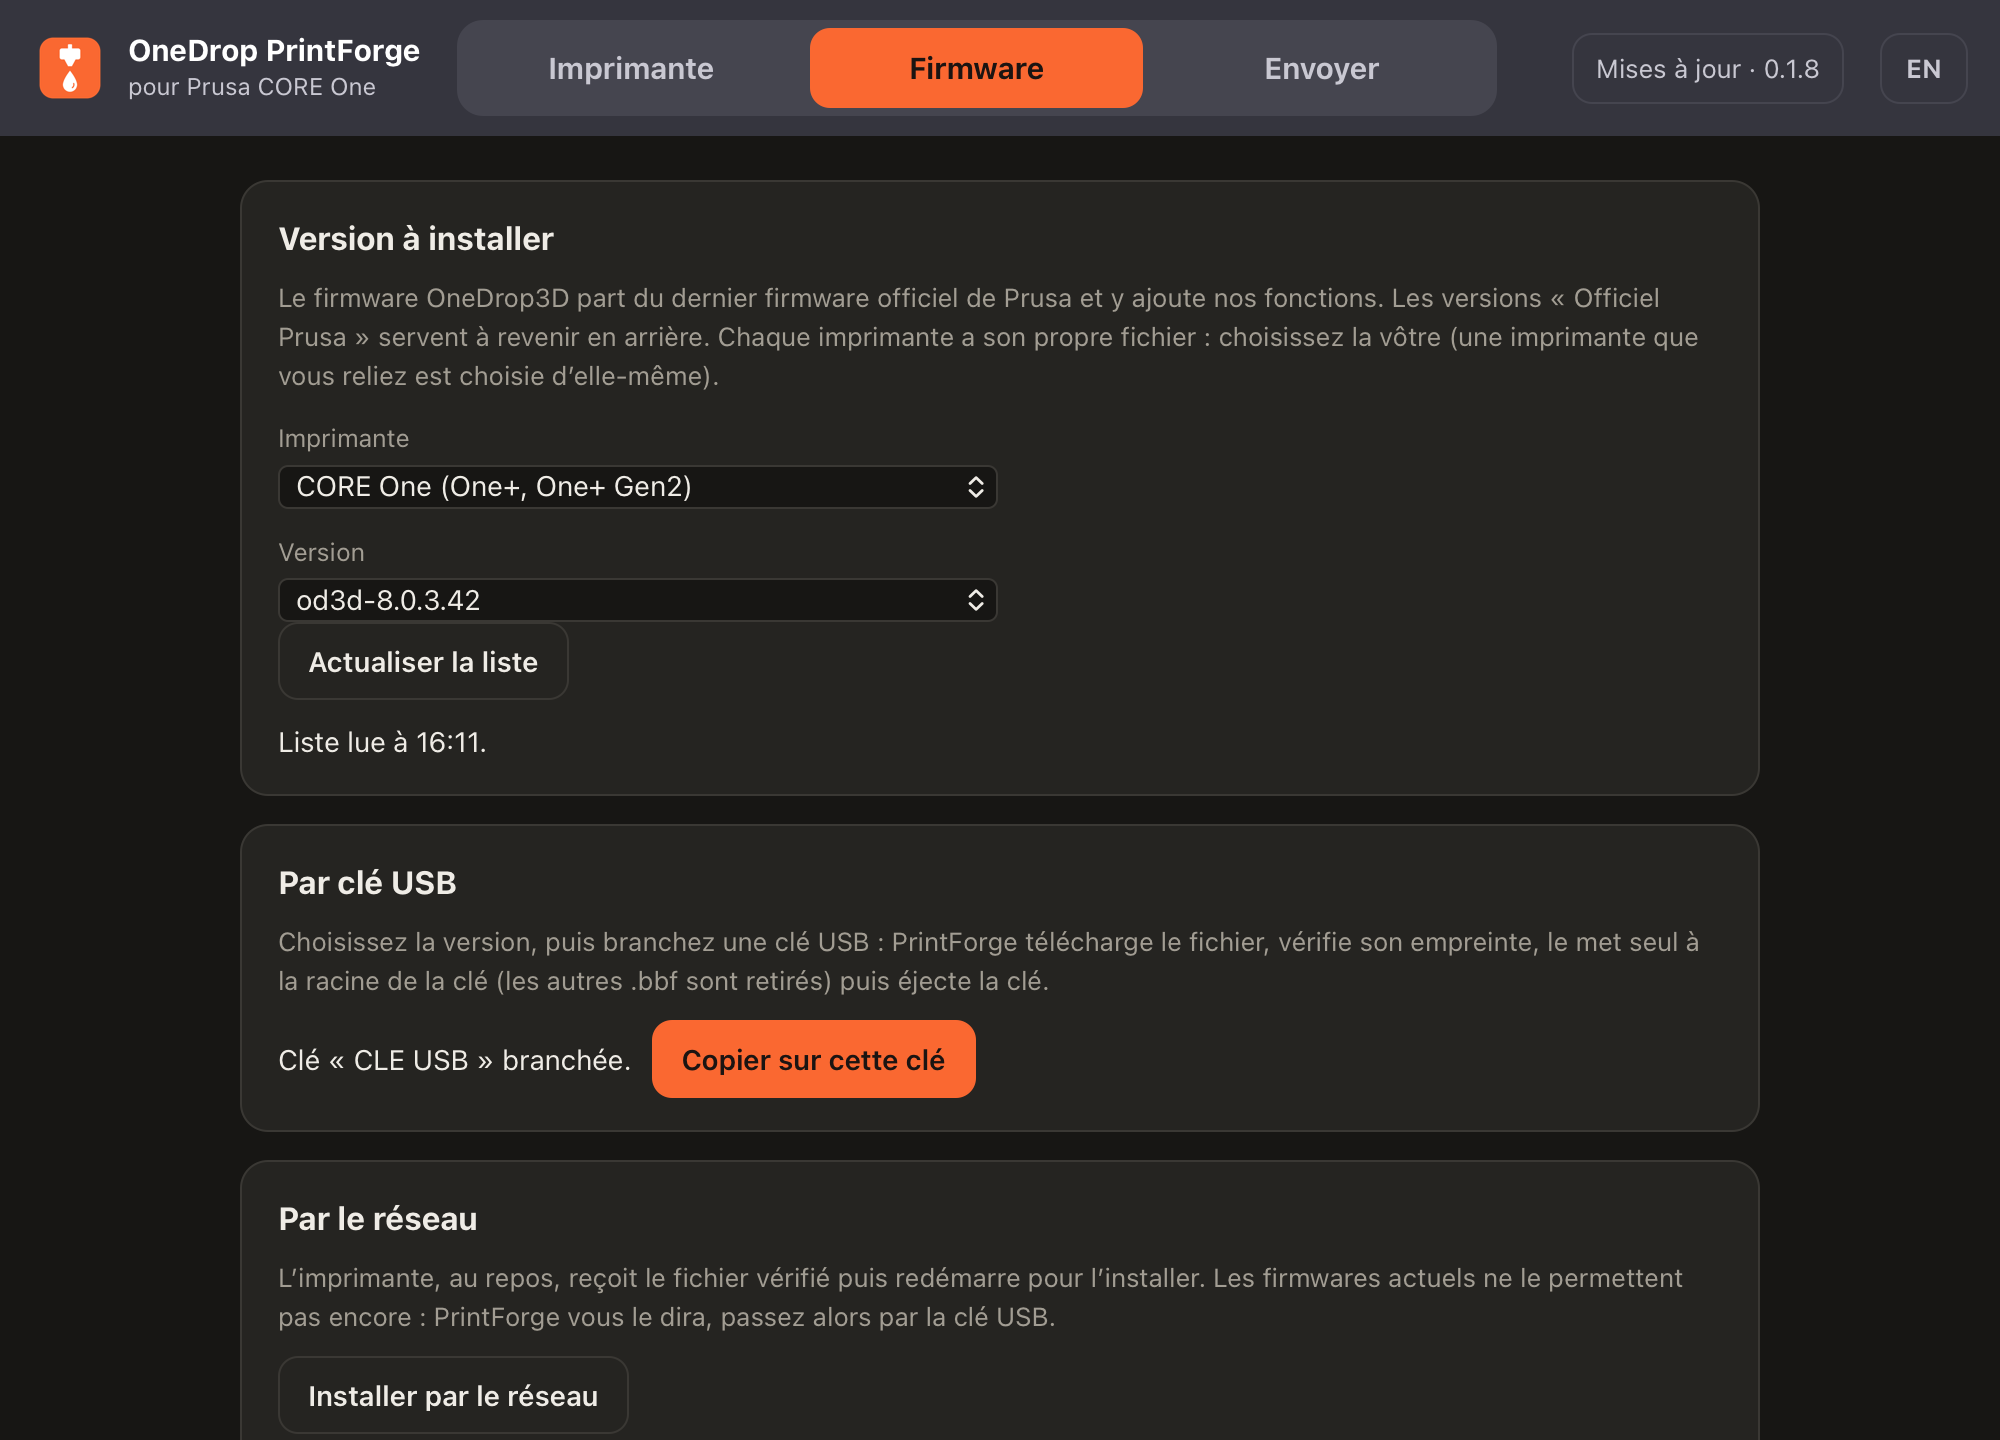 OneDrop PrintForge
pour Prusa CORE One
Imprimante
Firmware
Envoyer
Mises à jour · 0.1.8
EN
Version à installer
Le firmware OneDrop3D part du dernier firmware officiel de Prusa et y ajoute nos fonctions. Les versions « Officiel
Prusa » servent à revenir en arrière. Chaque imprimante a son propre fichier : choisissez la vôtre (une imprimante que
vous reliez est choisie d’elle-même).
Imprimante
CORE One (One+, One+ Gen2)
Version
od3d-8.0.3.42
Actualiser la liste
Liste lue à 16:11.
Par clé USB
Choisissez la version, puis branchez une clé USB : PrintForge télécharge le fichier, vérifie son empreinte, le met seul à
la racine de la clé (les autres .bbf sont retirés) puis éjecte la clé.
Clé « CLE USB » branchée.
Copier sur cette clé
Par le réseau
L’imprimante, au repos, reçoit le fichier vérifié puis redémarre pour l’installer. Les firmwares actuels ne le permettent
pas encore : PrintForge vous le dira, passez alors par la clé USB.
Installer par le réseau